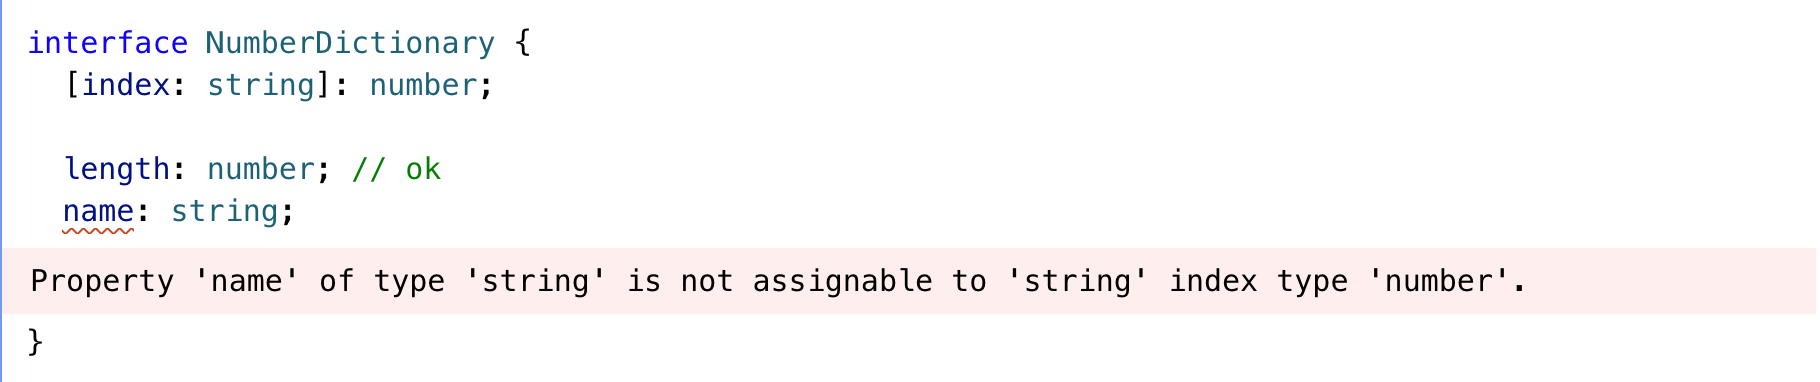 interface NumberDictionary {
  [index: string]: number;

  length: number; // ok
  name: string;
Property 'name' of type 'string' is not assignable to 'string' index type 'number'.
}